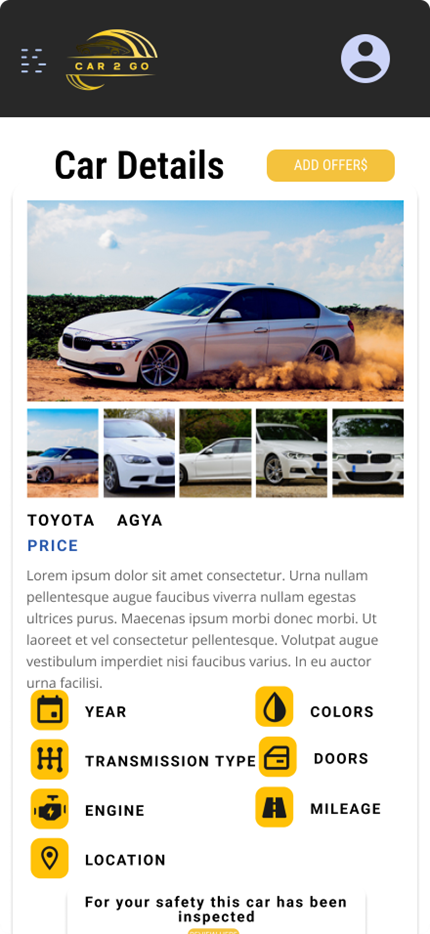 CAR 2 GO
Car Details
ADD OFFER$
TOYOTA AGYA
PRICE
Lorem ipsum dolor sit amet consectetur. Urna nullam
pellentesque augue faucibus viverra nullam egestas
ultrices purus. Maecenas ipsum morbi donec morbi. Ut
laoreet et vel consectetur pellentesque. Volutpat augue
vestibulum imperdiet nisi faucibus varius. In eu auctor
urna facilisi.
YEAR
COLORS
TRANSMISSION TYPE
DOORS
ENGINE
MILEAGE
LOCATION
For your safety this car has been
inspected